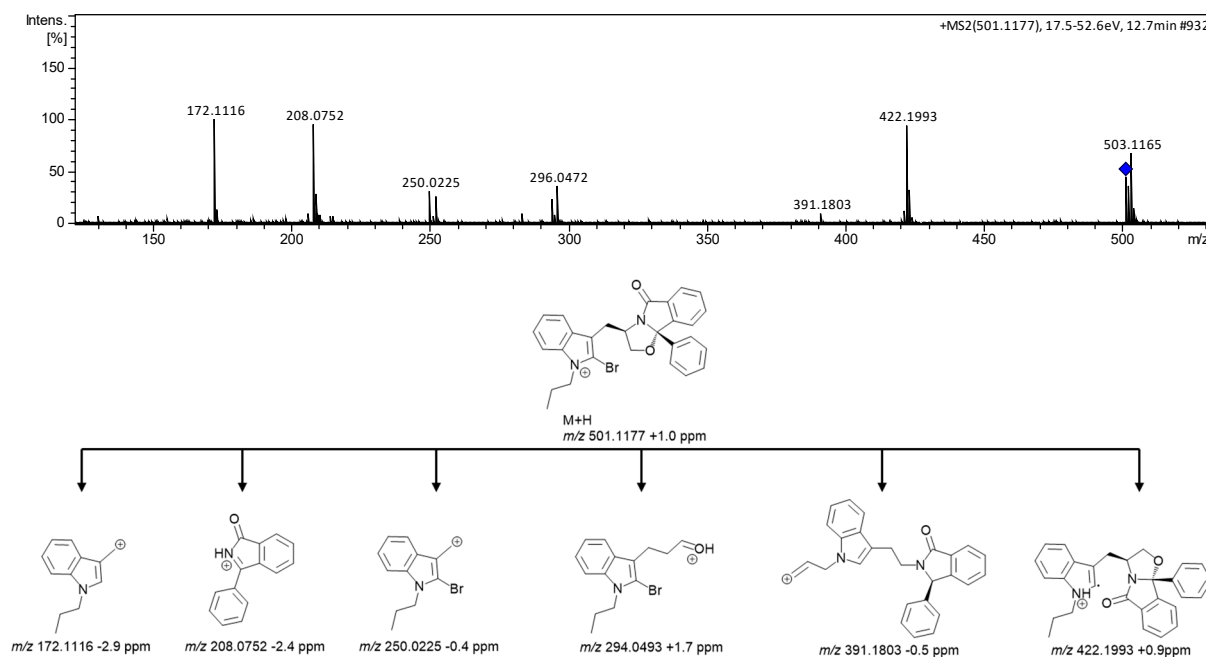 Intens.
[%]
+MS2(501.1177), 17.5-52.6eV, 12.7min #932
150
100
50
0
172.1116
208.0752
250.0225
296.0472
391.1803
422.1993
503.1165
150
200
250
300
350
400
450
500
m/z
O
N
O
N
⊕
Br
M+H
m/z 501.1177 +1.0 ppm
⊕
N
m/z 172.1116 -2.9 ppm
O
HN
⊕
m/z 208.0752 -2.4 ppm
⊕
Br
N
m/z 250.0225 -0.4 ppm
OH
⊕
Br
N
m/z 294.0493 +1.7 ppm
O
N
N
⊕
m/z 391.1803 -0.5 ppm
O
N
NH
⊕
O
m/z 422.1993 +0.9ppm